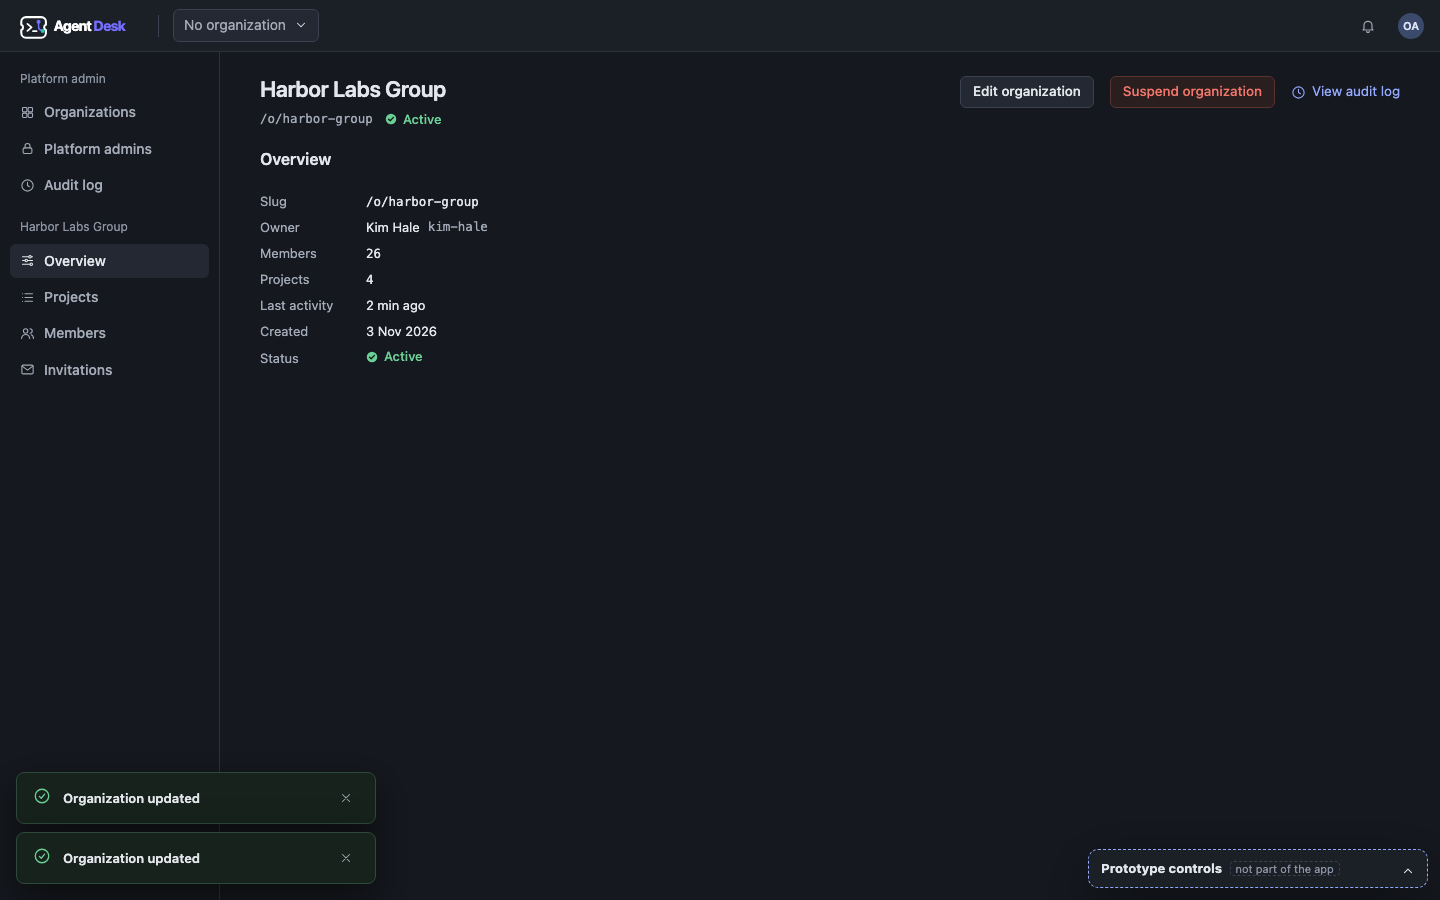 AgentDesk
No organization
OA
Platform admin
Organizations
Platform admins
Audit log
Harbor Labs Group
Overview
Projects
Members
Invitations
Harbor Labs Group
/o/harbor-group Active
Edit organization
Suspend organization
View audit log
Overview
Slug /o/harbor-group
Owner Kim Hale kim-hale
Members 26
Projects 4
Last activity 2 min ago
Created 3 Nov 2026
Status Active
Organization updated
Organization updated
Prototype controls not part of the app